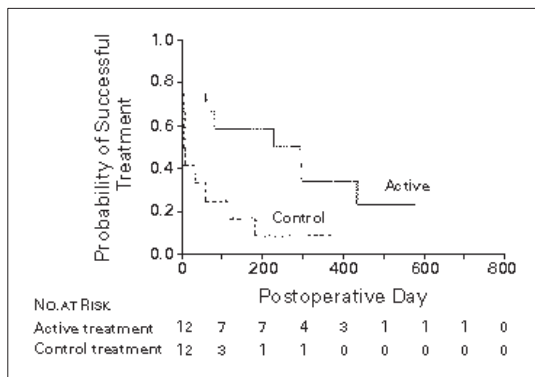 Probability of Successful
Treatment
1.0
0.8
0.6
0.4
0.2
0.0
Active
Control
0 200 400 600 800
Postoperative Day
NO. AT RISK
Active treatment 12 7 7 4 3 1 1 1 0
Control treatment 12 3 1 1 0 0 0 0 0